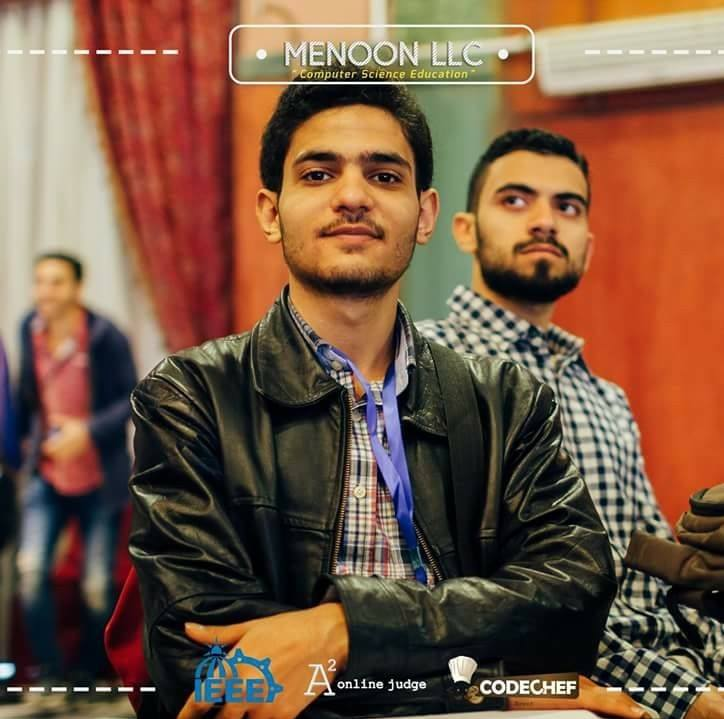 MENOON LLC
"Computer Science Education"
IEEE
A² online judge
CODECHEF